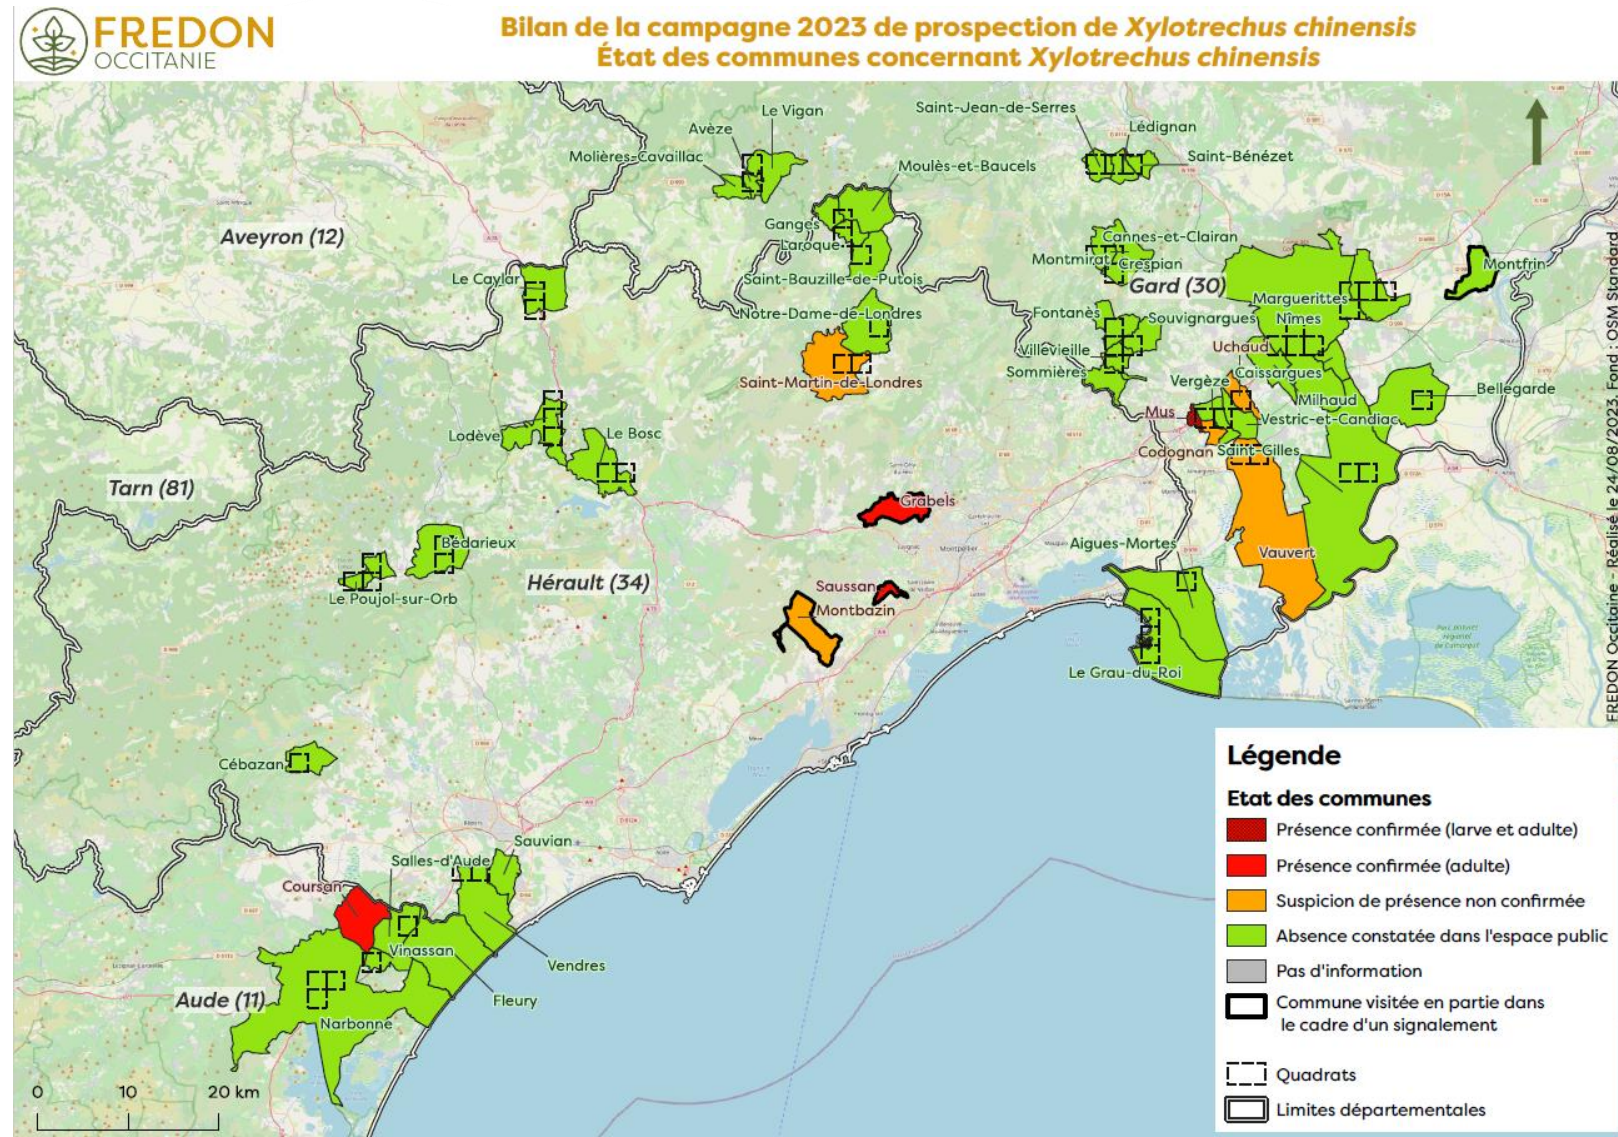 FREDON
OCCITANIE
Bilan de la campagne 2023 de prospection de Xylotrechus chinensis
État des communes concernant Xylotrechus chinensis
Saint-Jean-de-Serres
Le Vigan
Avèze
Lédignan
Molières-Cavaillac
Saint-Bénézet
Moulès-et-Baucels
Ganges
Aveyron (12)
Laroque
Cannes-et-Clairan
Montmirat
Crespian
Montfrin
Le Caylar
Saint-Bauzille-de-Putois
Gard (30)
Marguerittes
Notre-Dame-de-Londres
Fontanès
Souvignargues
Nîmes
Uchaud
Villevieille
Sommières
Caissargues
Saint-Martin-de-Londres
Vergèze
Bellegarde
Milhaud
Mus
Vestric-et-Candiac
Lodève
Le Bosc
Codognan
Saint-Gilles
Tarn (81)
Grabels
Montpellier
Bédarieux
Aigues-Mortes
Vauvert
Hérault (34)
Saussan
Le Poujol-sur-Orb
Montbazin
Le Grau-du-Roi
Cébazan
Sauvian
Salles-d'Aude
Coursan
Vinassan
Vendres
Aude (11)
Fleury
Narbonne
0 10 20 km
Légende
Etat des communes
Présence confirmée (larve et adulte)
Présence confirmée (adulte)
Suspicion de présence non confirmée
Absence constatée dans l'espace public
Pas d'information
Commune visitée en partie dans
le cadre d'un signalement
Quadrats
Limites départementales
FREDON Occitanie - Réalisé le 24/08/2023, Fond : OSM Standard